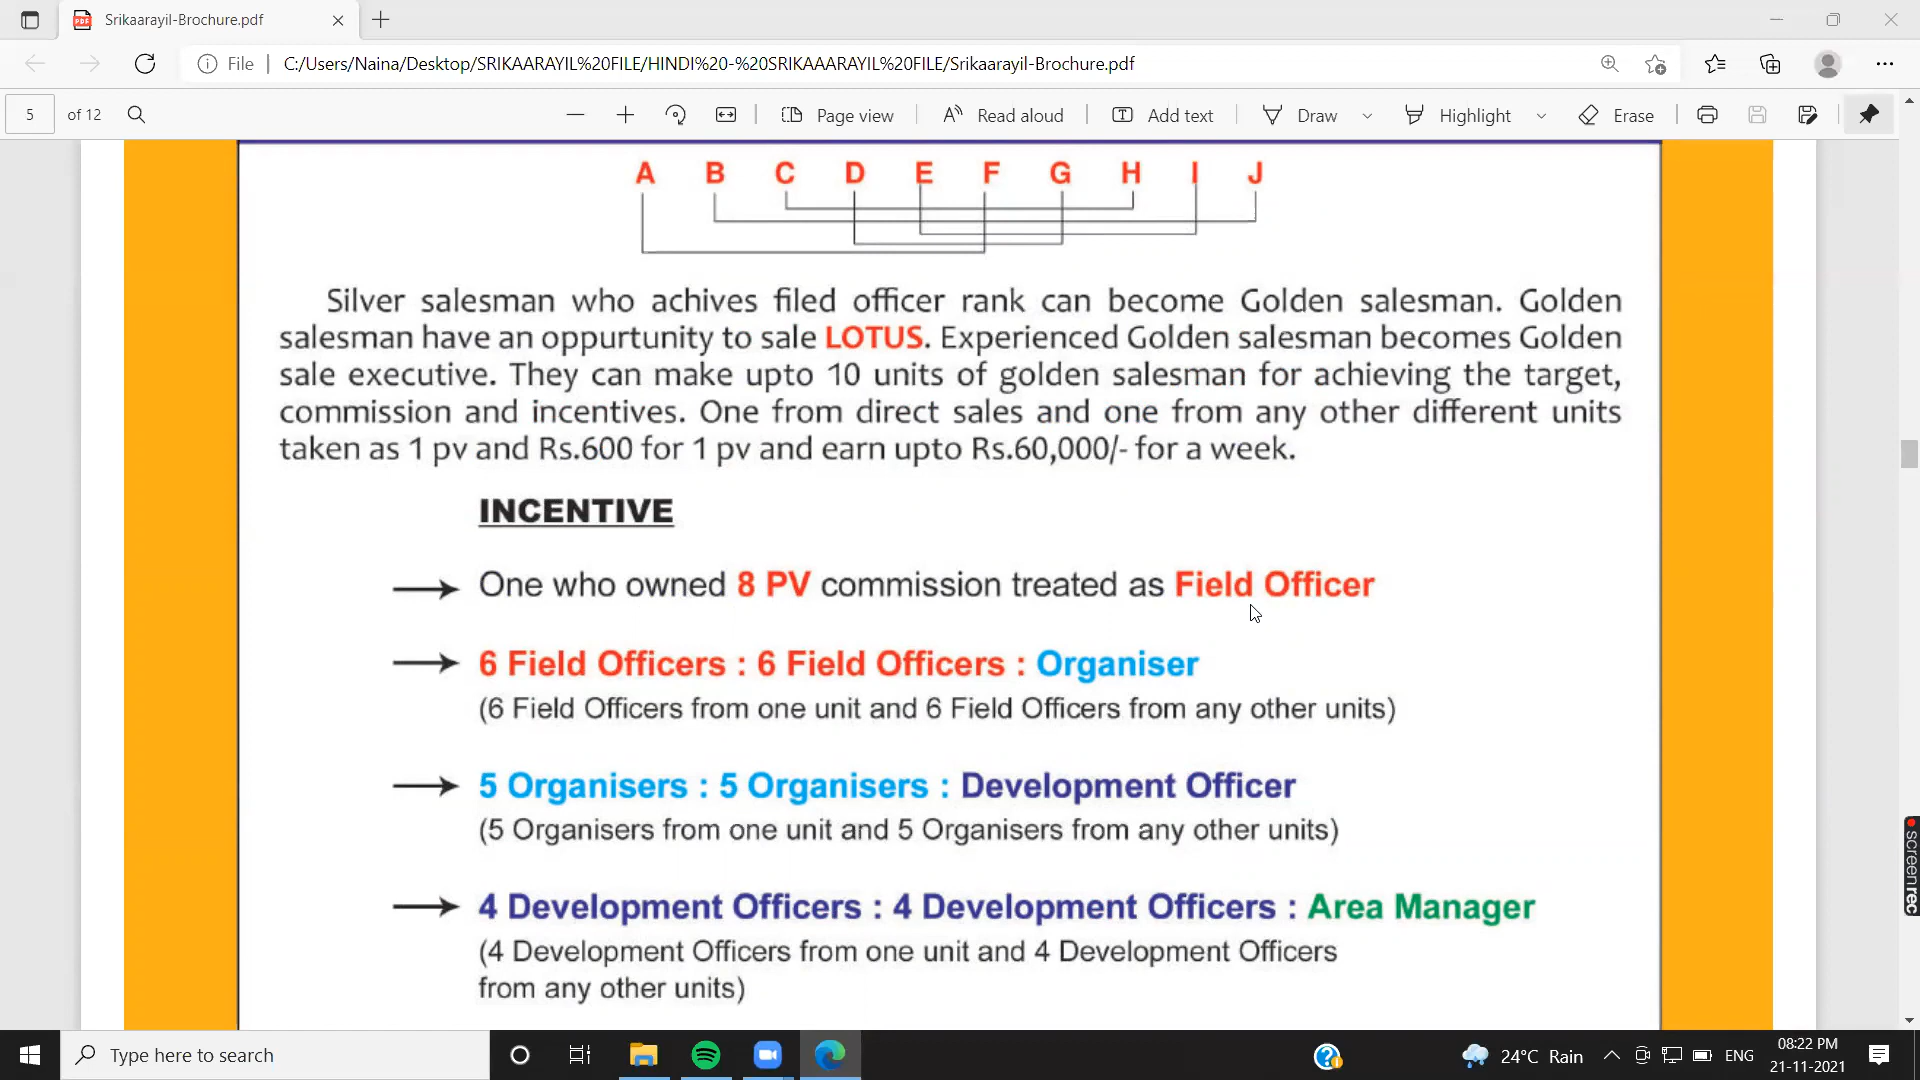 Srikaarayil-Brochure.pdf
File
C:/Users/Naina/Desktop/SRIKAARAYIL%20FILE/HINDI%20-%20SRIKAAARAYIL%20FILE/Srikaarayil-Brochure.pdf
5 of 12
Page view
Read aloud
Add text
Draw
Highlight
Erase
A B C D E F G H I J
Silver salesman who achives filed officer rank can become Golden salesman. Golden
salesman have an oppurtunity to sale LOTUS. Experienced Golden salesman becomes Golden
sale executive. They can make upto 10 units of golden salesman for achieving the target,
commission and incentives. One from direct sales and one from any other different units
taken as 1 pv and Rs.600 for 1 pv and earn upto Rs.60,000/- for a week.
INCENTIVE
One who owned 8 PV commission treated as Field Officer
6 Field Officers : 6 Field Officers : Organiser
(6 Field Officers from one unit and 6 Field Officers from any other units)
5 Organisers : 5 Organisers : Development Officer
(5 Organisers from one unit and 5 Organisers from any other units)
4 Development Officers : 4 Development Officers : Area Manager
(4 Development Officers from one unit and 4 Development Officers
from any other units)
screenrec
Type here to search
24°C Rain
ENG
08:22 PM
21-11-2021